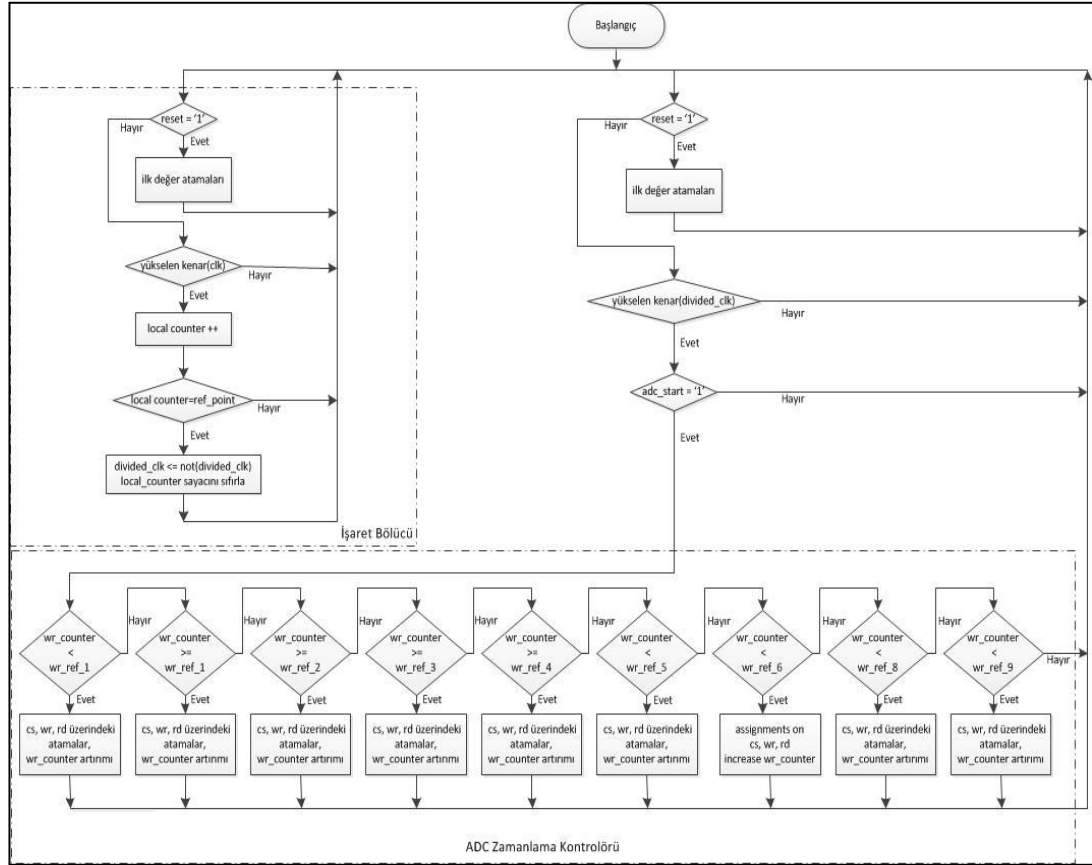 Başlangıç
reset = ‘1’
Hayır
Evet
ilk değer atamaları
yükselen kenar(clk)
Hayır
Evet
local counter ++
local counter=ref_point
Hayır
Evet
divided_clk <= not(divided_clk)
local_counter sayacını sıfırla
İşaret Bölücü
reset = ‘1’
Hayır
Evet
ilk değer atamaları
yükselen kenar(divided_clk)
Hayır
Evet
adc_start = ‘1’
Hayır
Evet
wr_counter
<
wr_ref_1
Hayır
Evet
cs, wr, rd üzerindeki
atamalar,
wr_counter artırımı
wr_counter
>=
wr_ref_1
Hayır
Evet
cs, wr, rd üzerindeki
atamalar,
wr_counter artırımı
wr_counter
>=
wr_ref_2
Hayır
Evet
cs, wr, rd üzerindeki
atamalar,
wr_counter artırımı
wr_counter
>=
wr_ref_3
Hayır
Evet
cs, wr, rd üzerindeki
atamalar,
wr_counter artırımı
wr_counter
>=
wr_ref_4
Hayır
Evet
cs, wr, rd üzerindeki
atamalar,
wr_counter artırımı
wr_counter
<
wr_ref_5
Hayır
Evet
cs, wr, rd üzerindeki
atamalar,
wr_counter artırımı
wr_counter
<
wr_ref_6
Hayır
Evet
assignments on
cs, wr, rd
increase wr_counter
wr_counter
<
wr_ref_8
Hayır
Evet
cs, wr, rd üzerindeki
atamalar,
wr_counter artırımı
wr_counter
<
wr_ref_9
Hayır
Evet
cs, wr, rd üzerindeki
atamalar,
wr_counter artırımı
ADC Zamanlama Kontrolörü